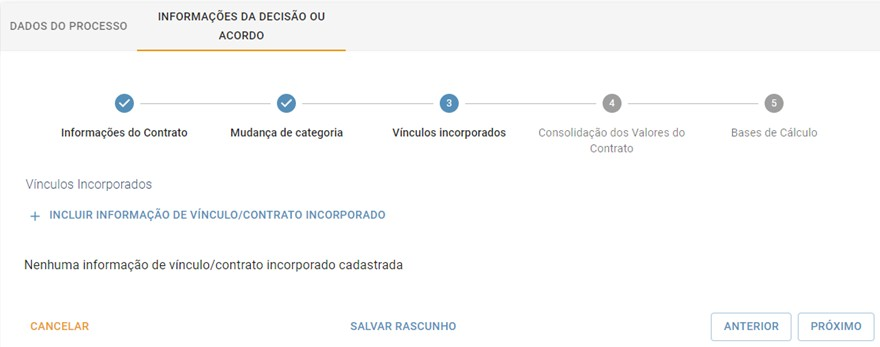 DADOS DO PROCESSO
INFORMAÇÕES DA DECISÃO OU
ACORDO
3
4
5
Informações do Contrato
Mudança de categoria
Vínculos incorporados
Consolidação dos Valores do
Contrato
Bases de Cálculo
Vínculos Incorporados
+ INCLUIR INFORMAÇÃO DE VÍNCULO/CONTRATO INCORPORADO
Nenhuma informação de vínculo/contrato incorporado cadastrada
CANCELAR
SALVAR RASCUNHO
ANTERIOR
PRÓXIMO